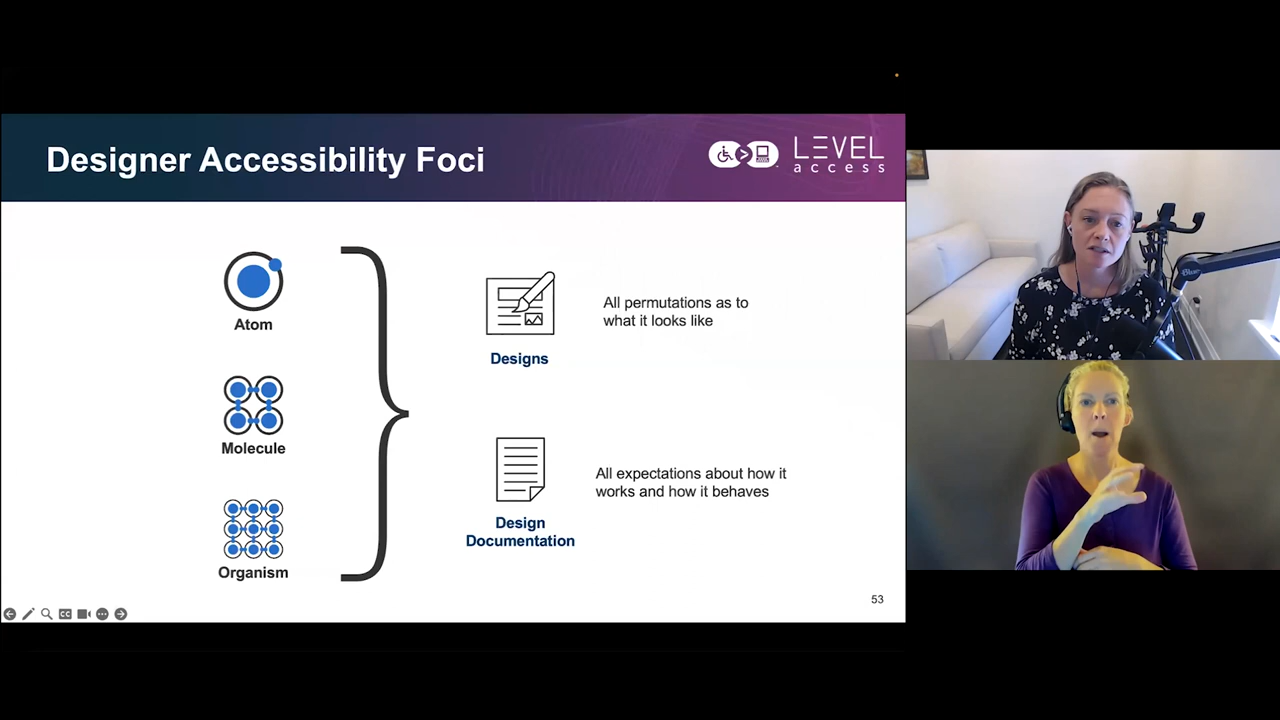 Designer Accessibility Foci
LEVEL
access
Atom
Molecule
Organism
Designs
All permutations as to
what it looks like
Design
Documentation
All expectations about how it
works and how it behaves
53
CC